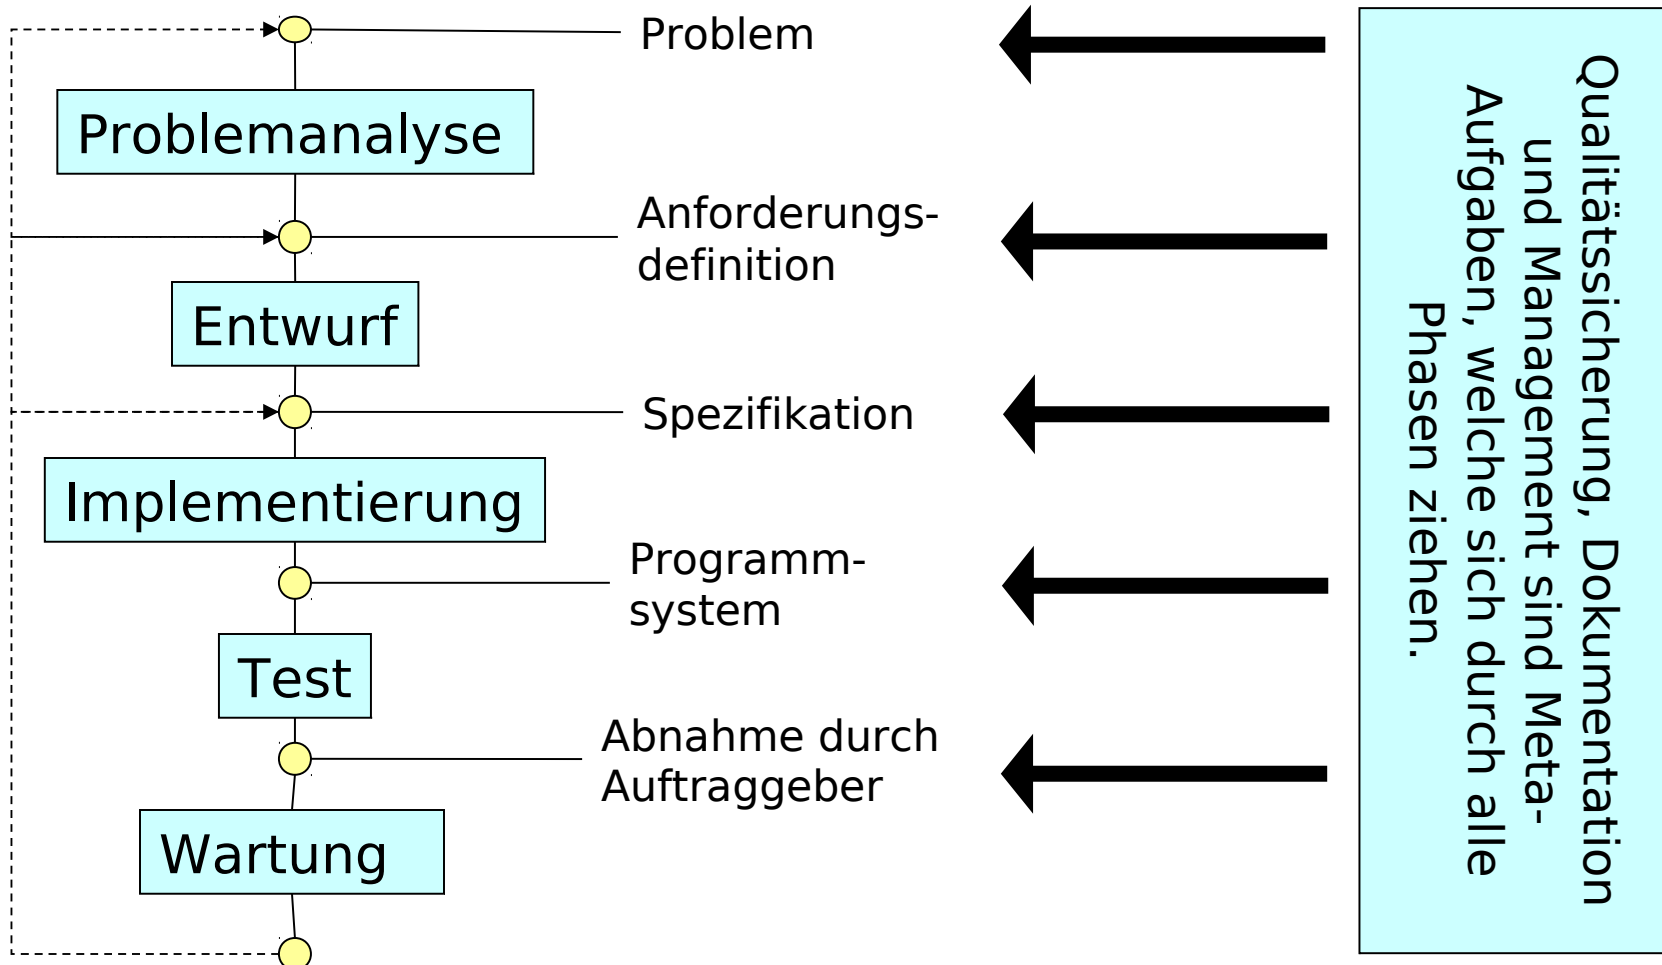 Problem
Problemanalyse
Anforderungs-
definition
Entwurf
Spezifikation
Implementierung
Programm-
system
Test
Abnahme durch
Auftraggeber
Wartung
Qualitätssicherung, Dokumentation
und Management sind Meta-
Aufgaben, welche sich durch alle
Phasen ziehen.